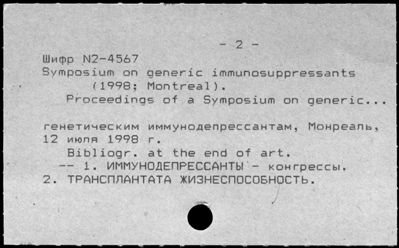 - 2 -
Шифр N2-4567
Symposium on generic immunosuppressants
(1998; Montreal).
Proceedings of a Symposium on generic...
генетическим иммунодепрессантам, Монреаль,
12 июля 1998 г.
Bibliogr. at the end of art.
-- 1. ИММУНОДЕПРЕССАНТЫ - конгрессы.
2. ТРАНСПЛАНТАТА ЖИЗНЕСПОСОБНОСТЬ.